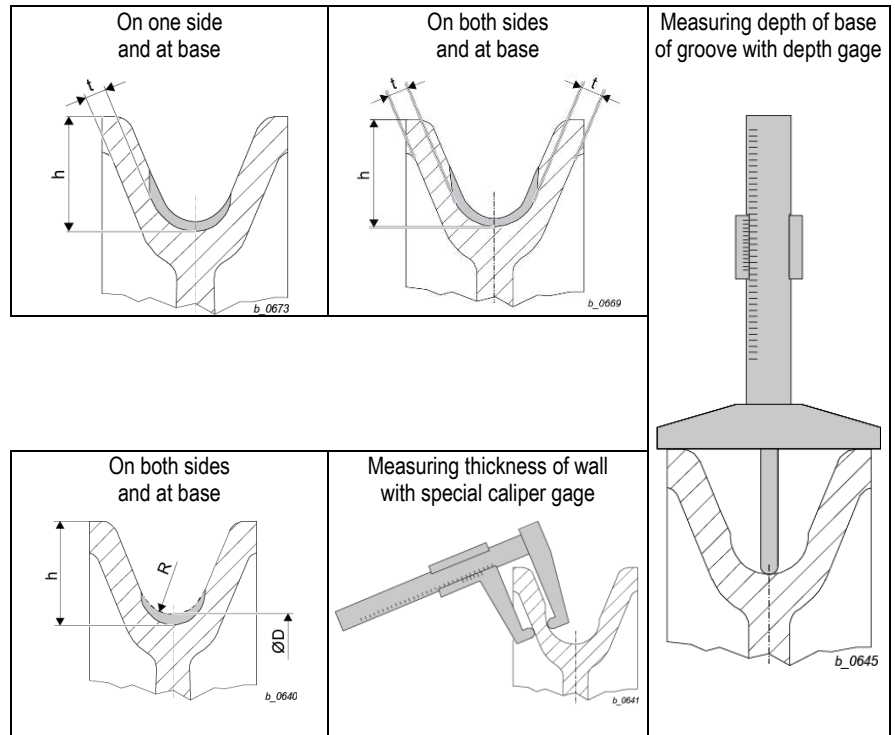 On one side
and at base
t
h
b_0673
On both sides
and at base
t
t
h
b_0669
Measuring depth of base
of groove with depth gage
b_0645
On both sides
and at base
h
R
ØD
b_0640
Measuring thickness of wall
with special caliper gage
b_0641